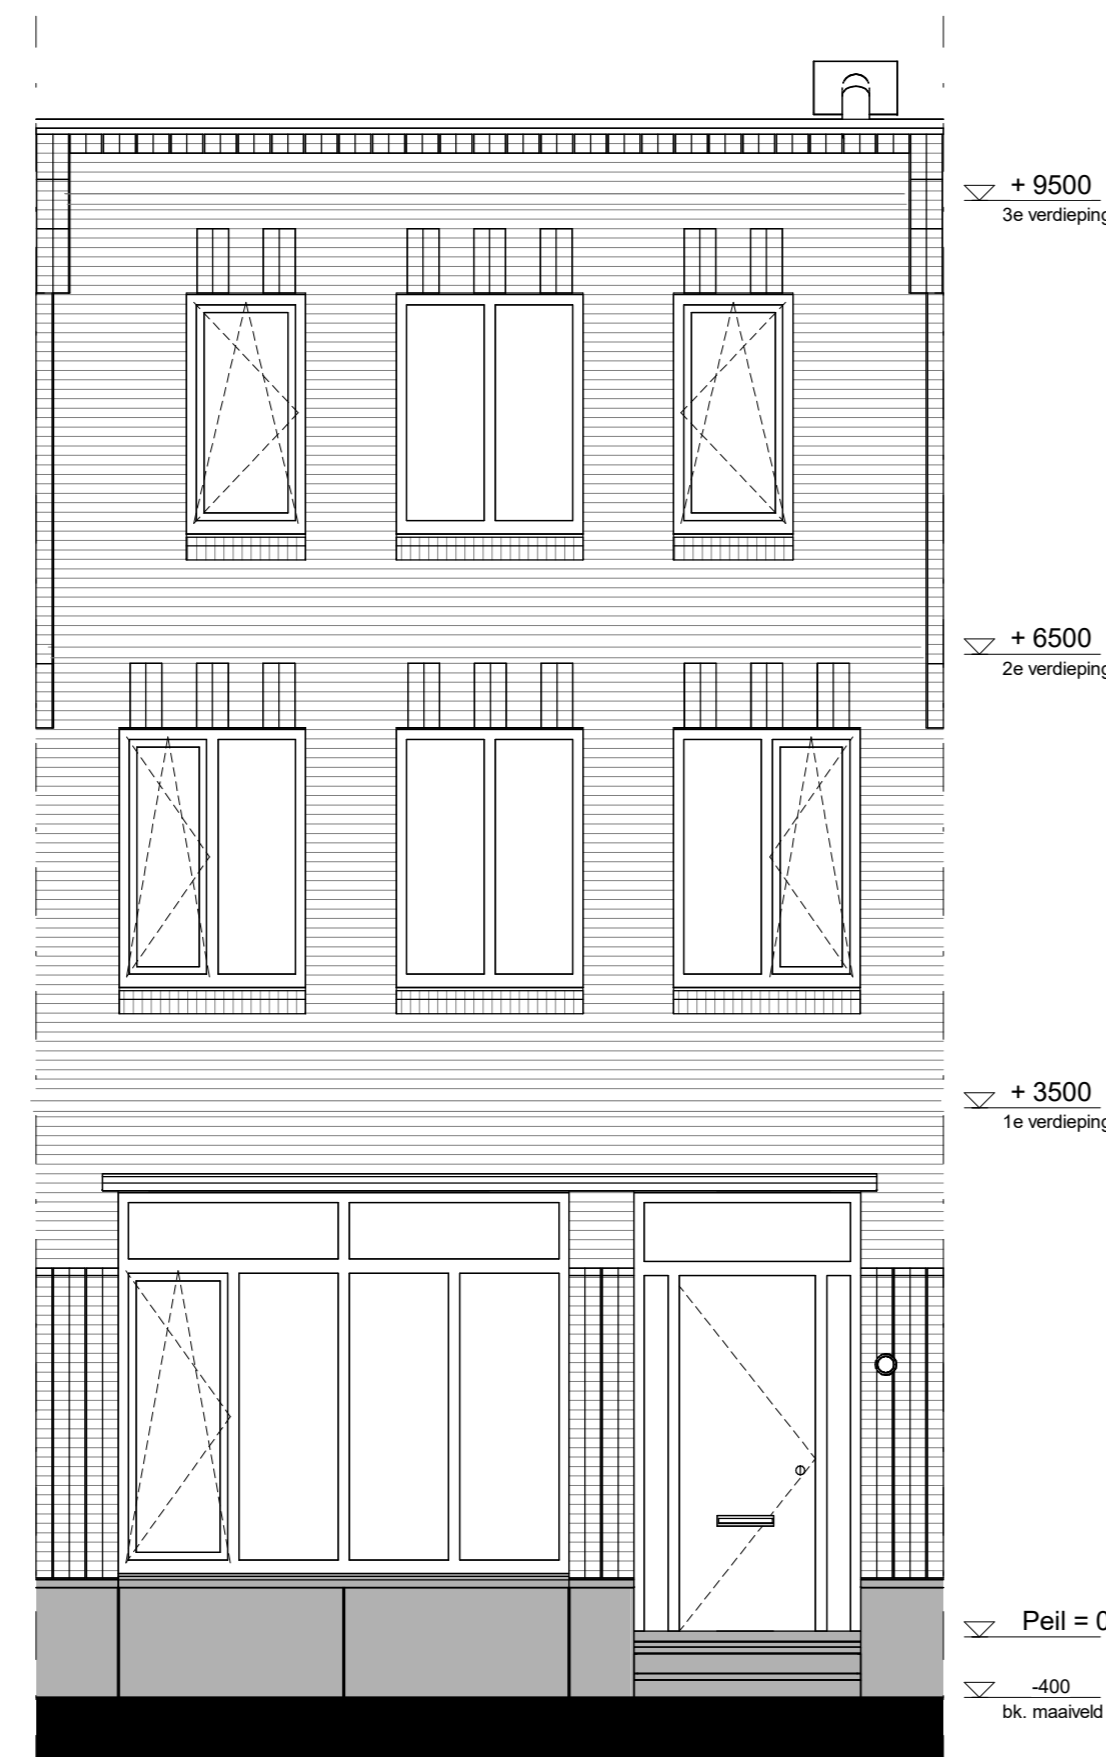 + 9500
3e verdieping
+ 6500
2e verdieping
+ 3500
1e verdieping
Peil = 0
-400
bk. maaiveld